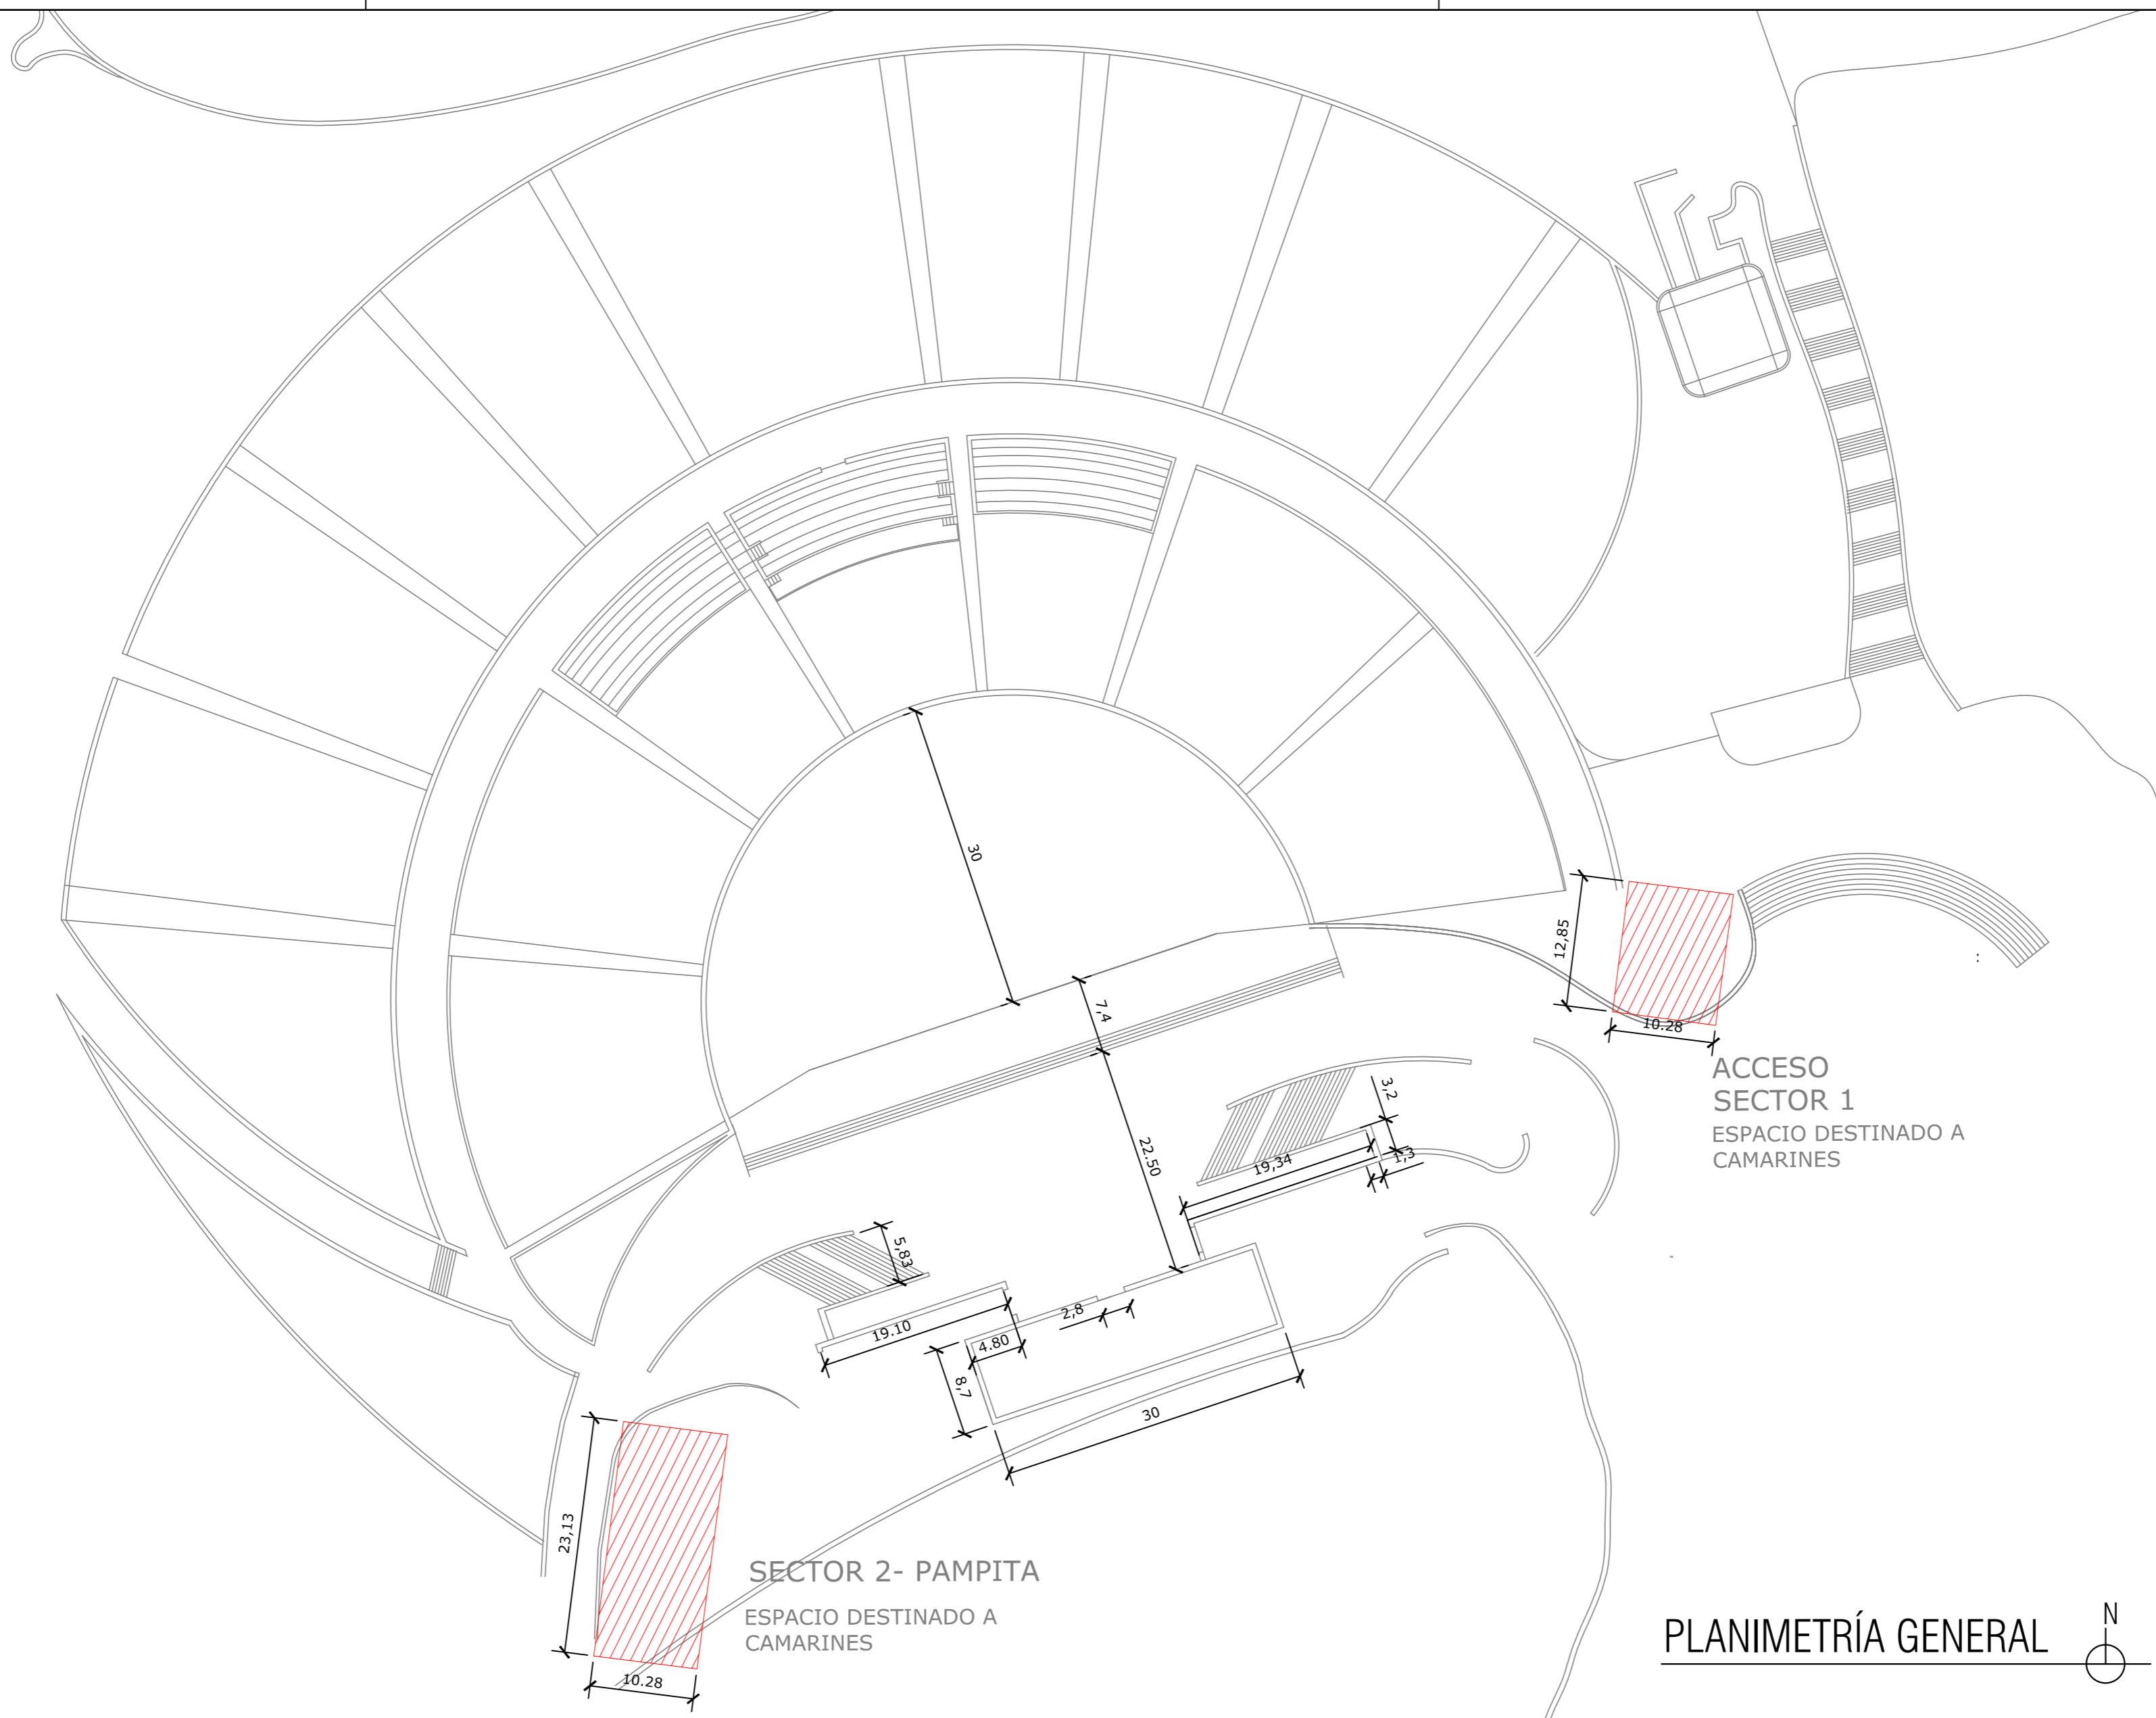 30
12,85
7,4
10.28
ACCESO
SECTOR 1
ESPACIO DESTINADO A
CAMARINES
3,2
22.50
19,34
1,3
5,83
2,8
19.10
4.80
8,7
30
23,13
SECTOR 2- PAMPITA
ESPACIO DESTINADO A
CAMARINES
10.28
PLANIMETRÍA GENERAL
N